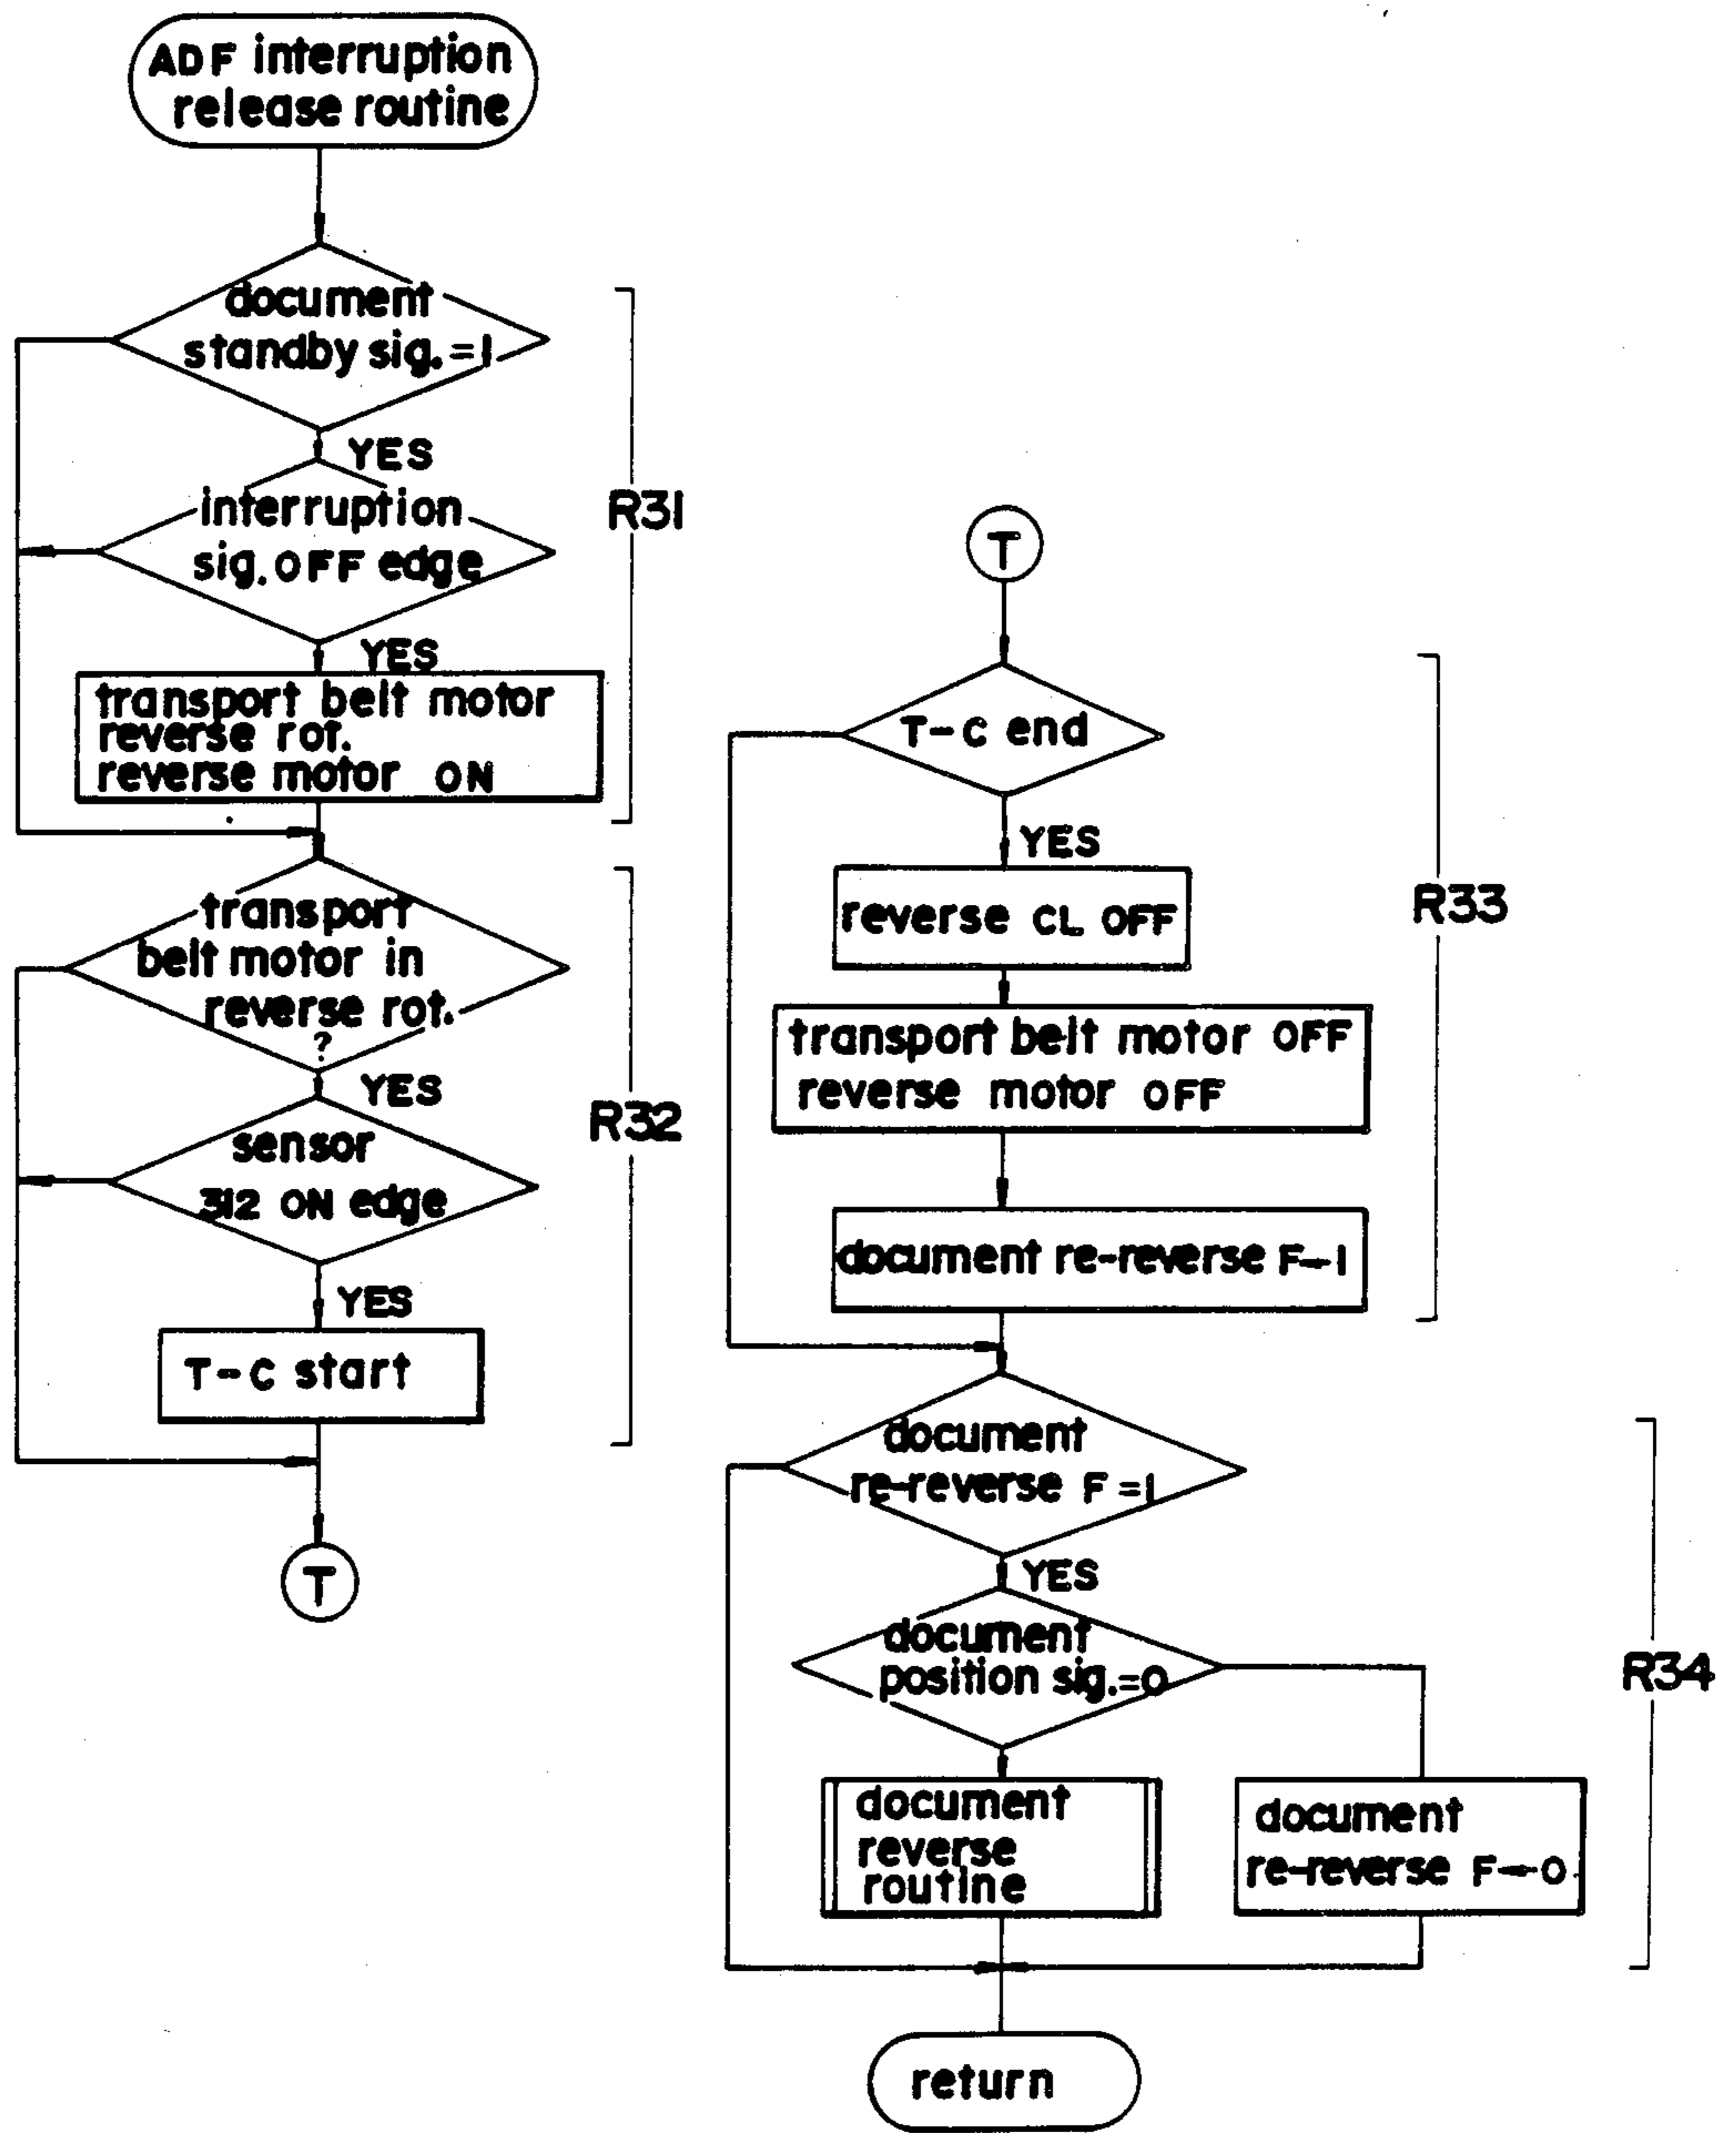 ADF interruption
release routine
document
standby sig.=1
YES
interruption
sig.OFF edge
YES
transport belt motor
reverse rot.
reverse motor ON
R31
transport
belt motor in
reverse rot.
?
YES
sensor
312 ON edge
YES
T-C start
R32
T
T
T-C end
YES
reverse CL OFF
transport belt motor OFF
reverse motor OFF
document re-reverse F←1
R33
document
re-reverse F=1
YES
document
position sig.=0
document
reverse
routine
document
re-reverse F←0
R34
return